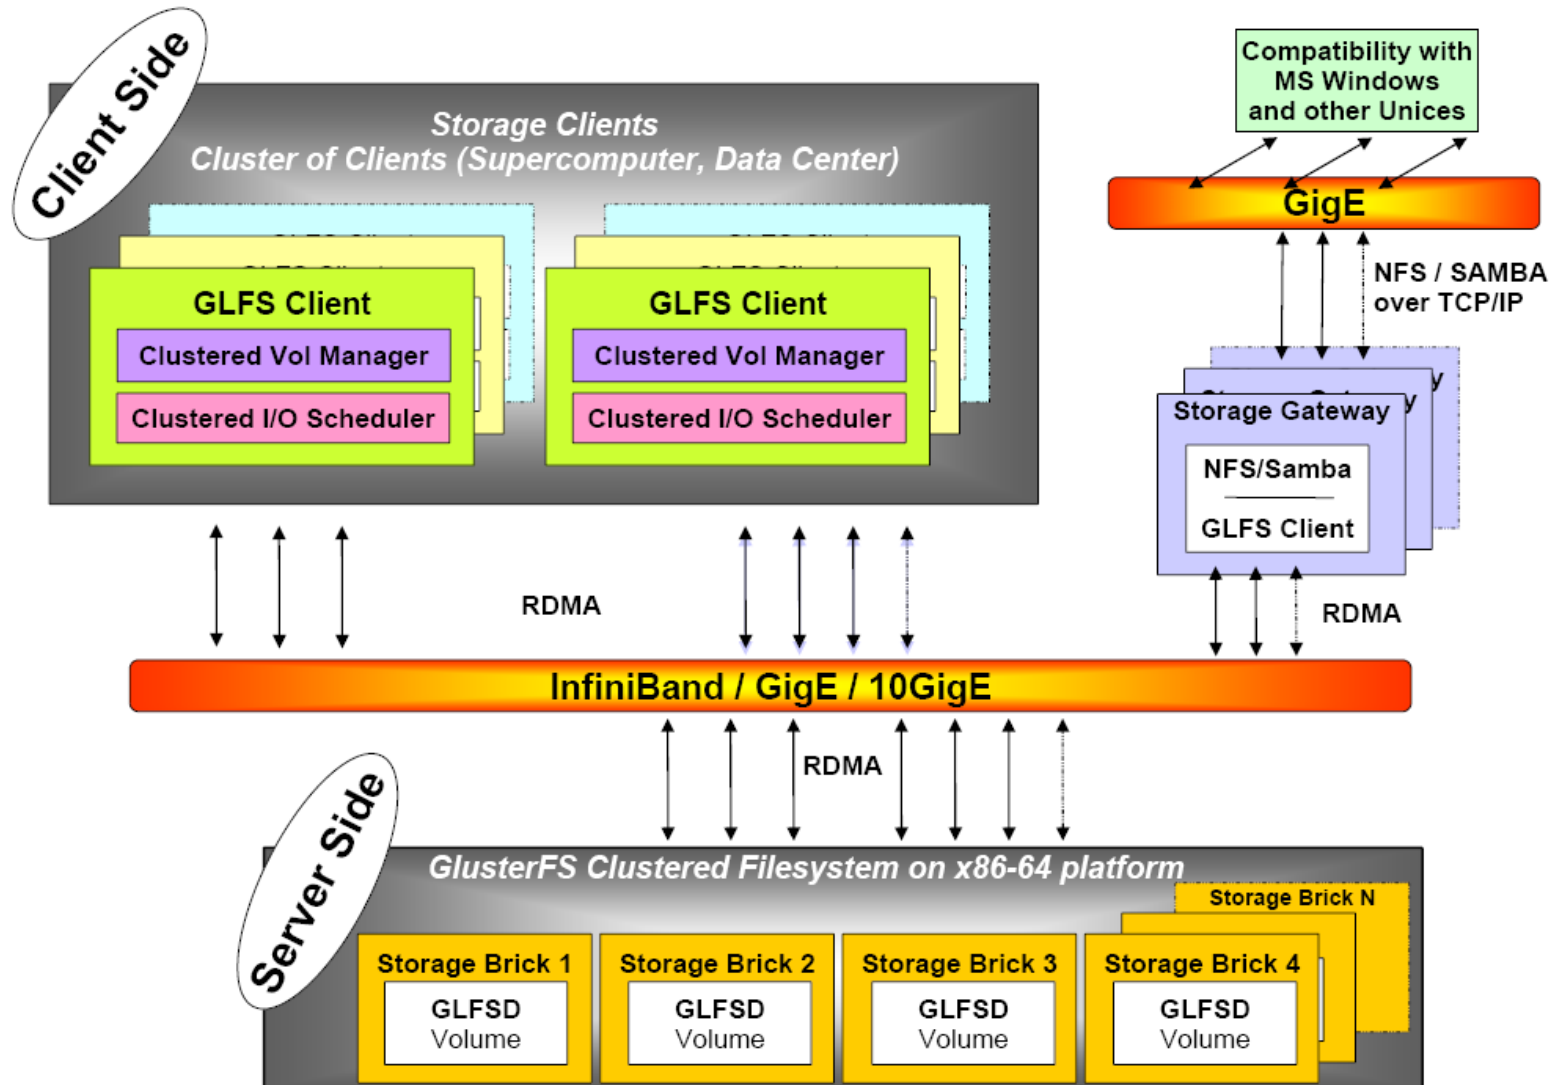 Client Side
Storage Clients
Cluster of Clients (Supercomputer, Data Center)
GLFS Client
Clustered Vol Manager
Clustered I/O Scheduler
GLFS Client
Clustered Vol Manager
Clustered I/O Scheduler
Compatibility with
MS Windows
and other Unices
GigE
NFS / SAMBA
over TCP/IP
Storage Gateway
NFS/Samba
GLFS Client
RDMA
RDMA
InfiniBand / GigE / 10GigE
RDMA
Server Side
GlusterFS Clustered Filesystem on x86-64 platform
Storage Brick N
Storage Brick 1
GLFSD
Volume
Storage Brick 2
GLFSD
Volume
Storage Brick 3
GLFSD
Volume
Storage Brick 4
GLFSD
Volume